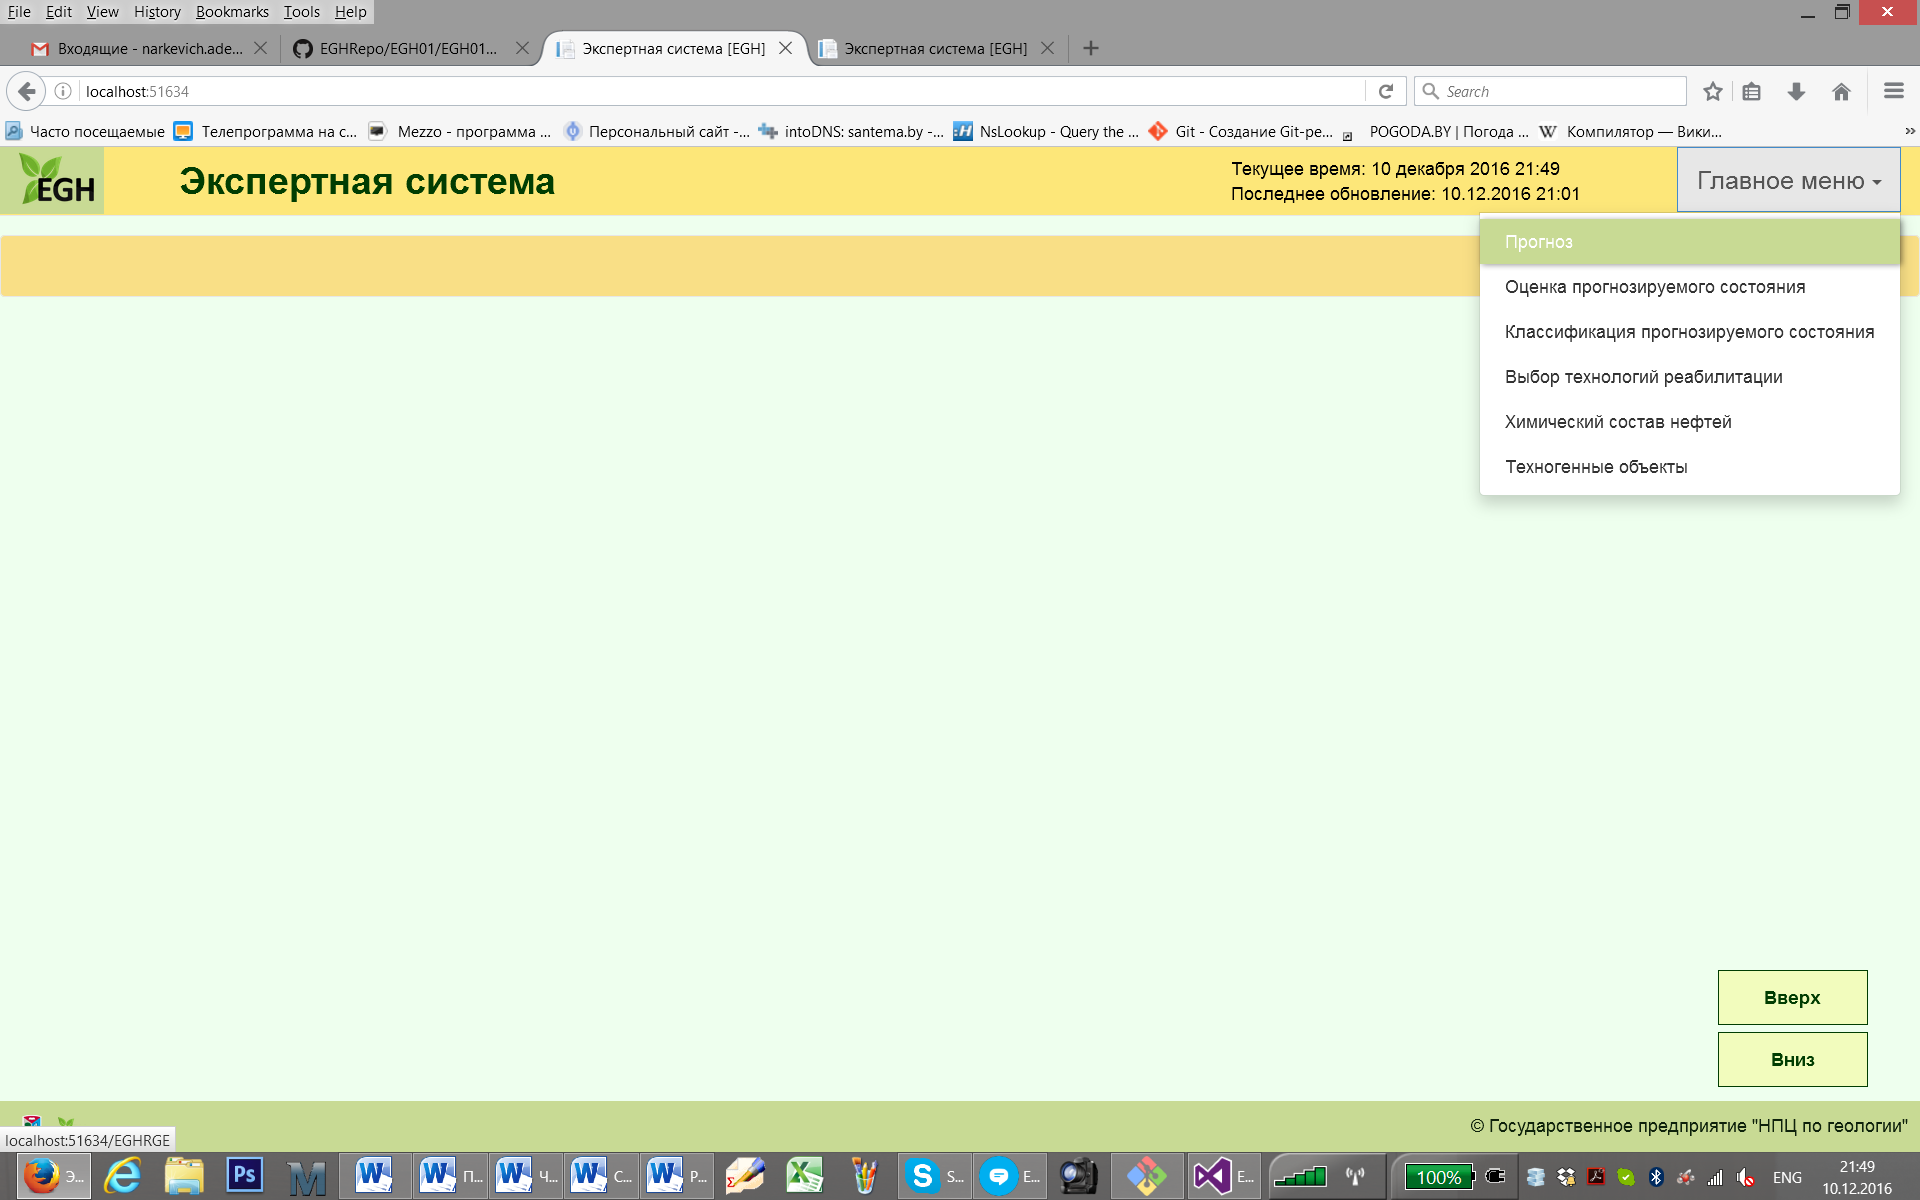 File Edit View History Bookmarks Tools Help
Входящие - narkevich.ade...
EGHRepo/EGH01/EGH01...
Экспертная система [EGH]
Экспертная система [EGH]
localhost:51634
Search
Часто посещаемые
Телепрограмма на с...
Mezzo - программа ...
Персональный сайт -...
intoDNS: santema.by -...
NsLookup - Query the ...
Git - Создание Git-ре...
POGODA.BY | Погода ...
Компилятор — Вики...
EGH
Экспертная система
Текущее время: 10 декабря 2016 21:49
Последнее обновление: 10.12.2016 21:01
Главное меню
Прогноз
Оценка прогнозируемого состояния
Классификация прогнозируемого состояния
Выбор технологий реабилитации
Химический состав нефтей
Техногенные объекты
Вверх
Вниз
© Государственное предприятие "НПЦ по геологии"
localhost:51634/EGHRGE
Э...
Ps
П...
Ч...
С...
Р...
S...
E...
E...
100%
ENG
21:49
10.12.2016